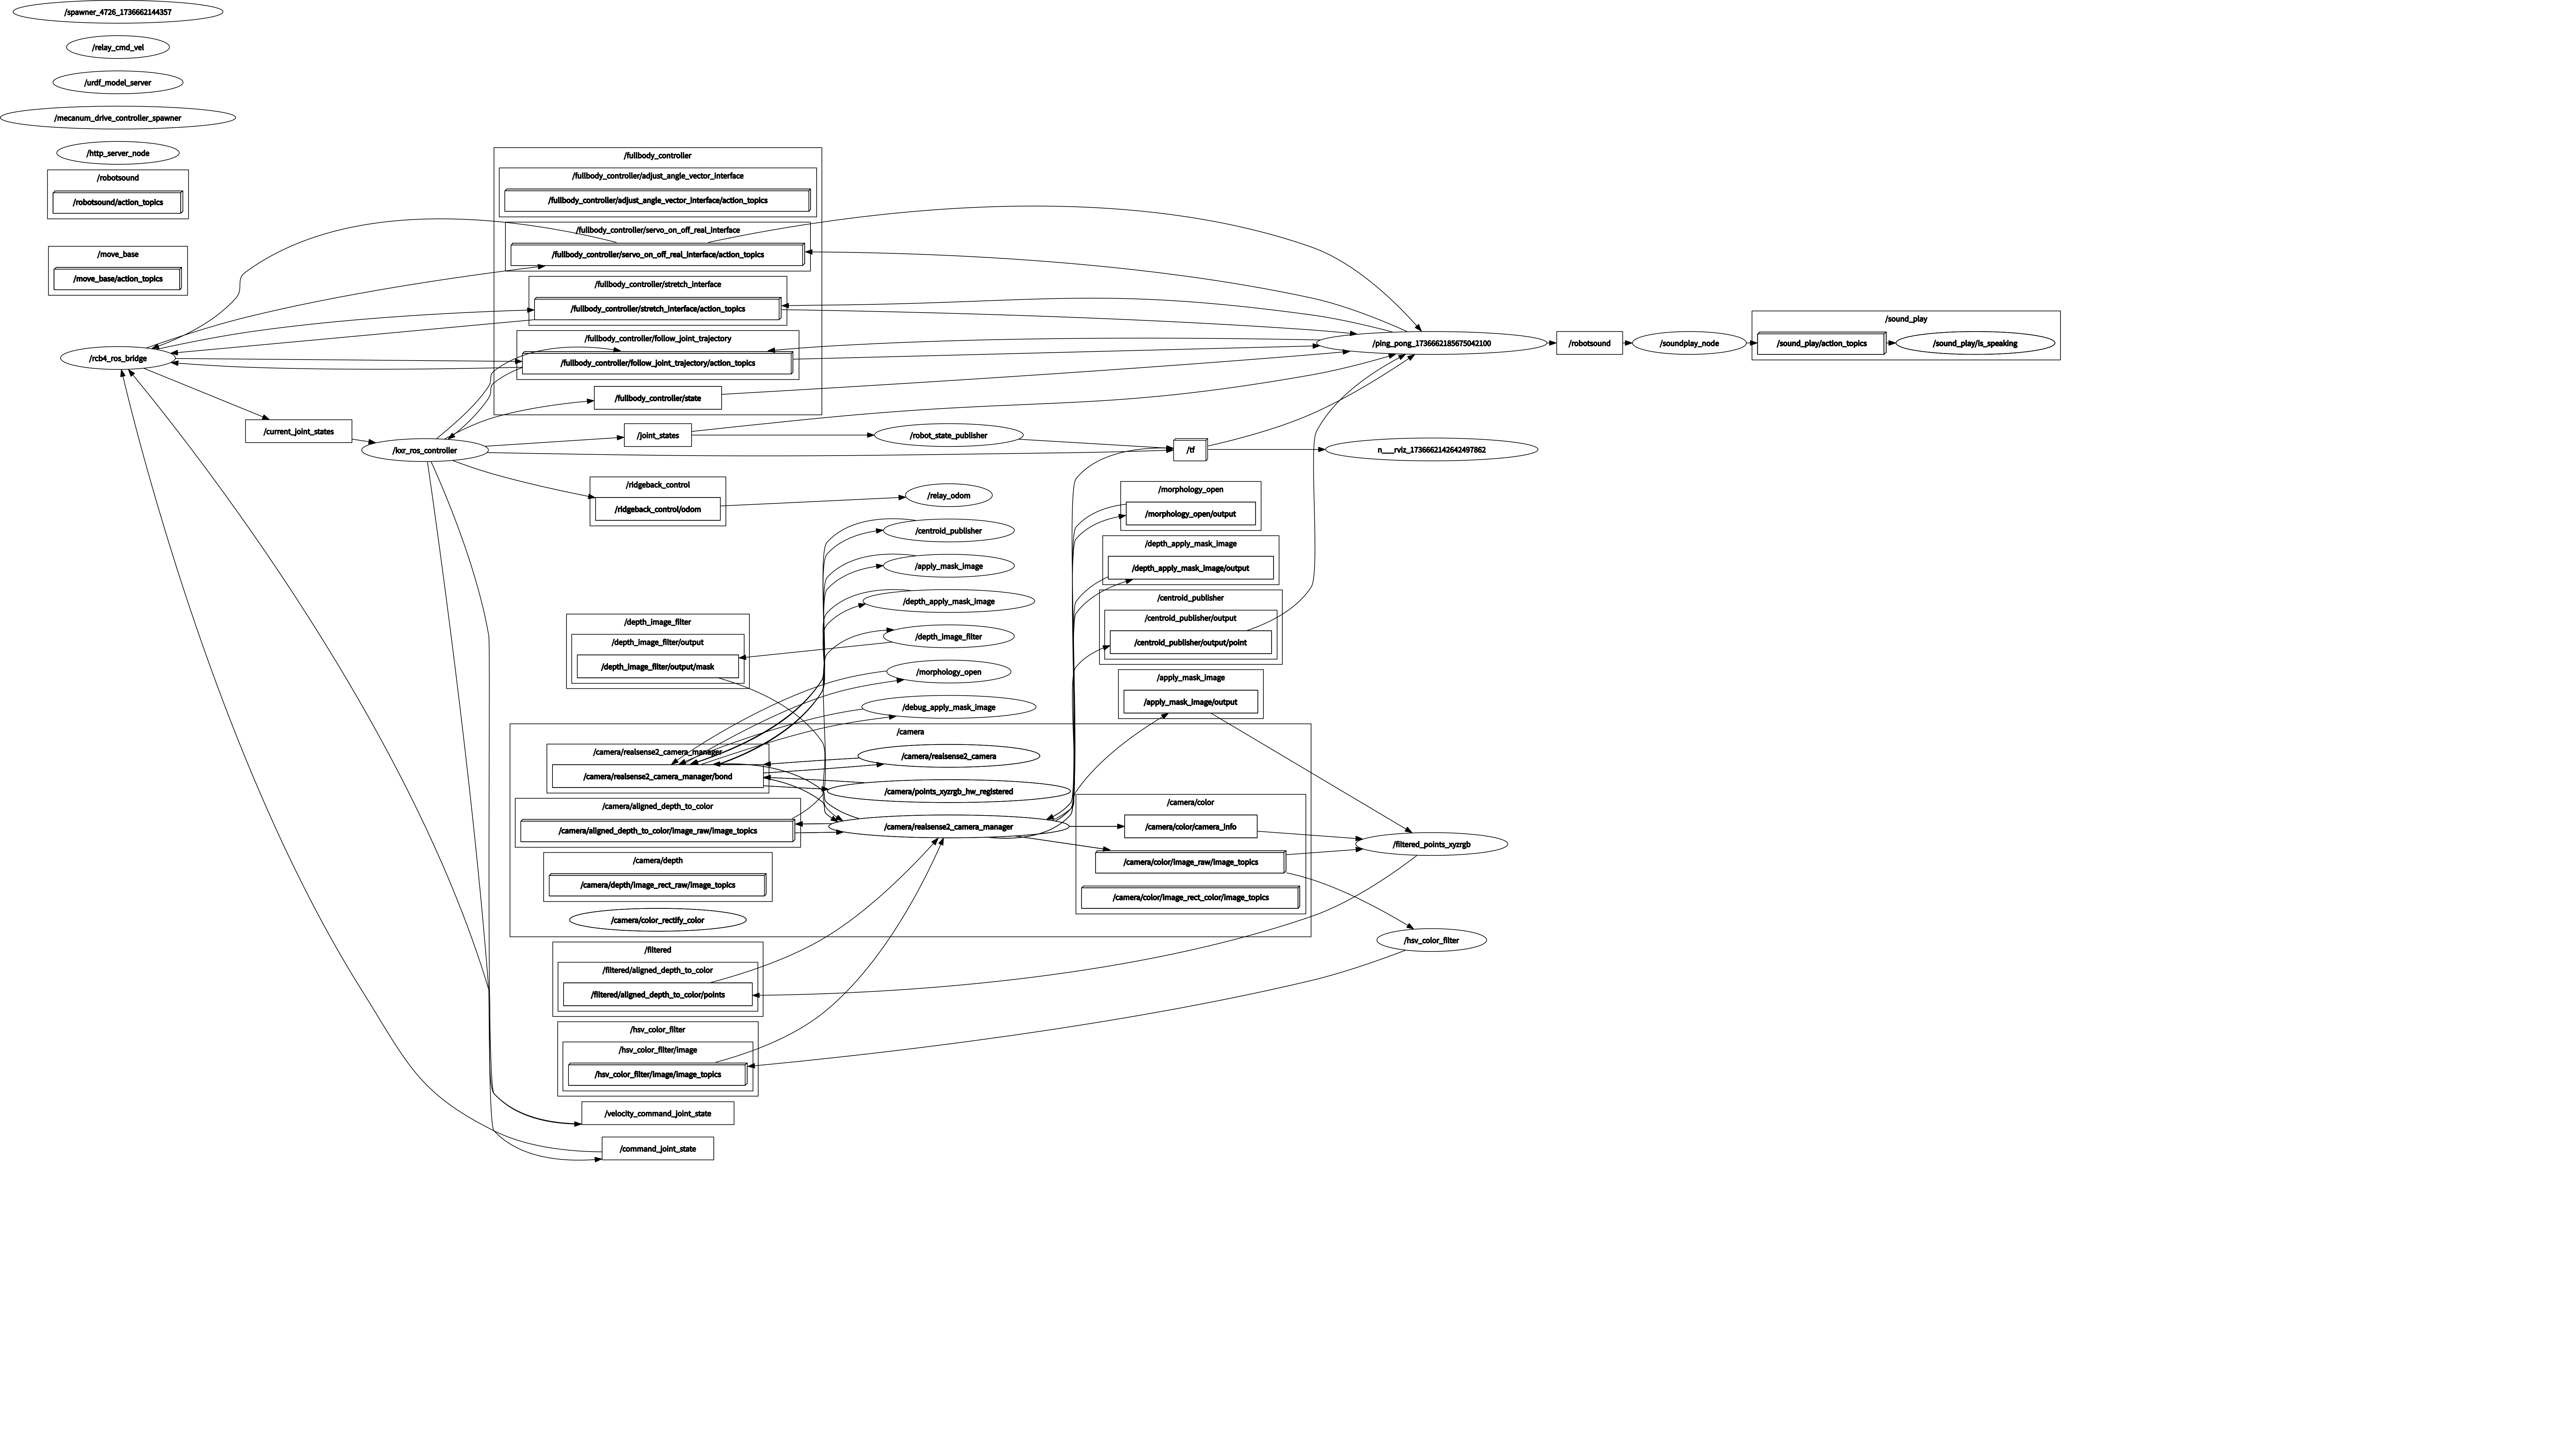 /spawner_4726_1736662144357
/relay_cmd_vel
/urdf_model_server
/mecanum_drive_controller_spawner
/http_server_node
/robotsound
/robotsound/action_topics
/move_base
/move_base/action_topics
/rcb4_ros_bridge
/current_joint_states
/kxr_ros_controller
/fullbody_controller
/fullbody_controller/adjust_angle_vector_interface
/fullbody_controller/adjust_angle_vector_interface/action_topics
/fullbody_controller/servo_on_off_real_interface
/fullbody_controller/servo_on_off_real_interface/action_topics
/fullbody_controller/stretch_interface
/fullbody_controller/stretch_interface/action_topics
/fullbody_controller/follow_joint_trajectory
/fullbody_controller/follow_joint_trajectory/action_topics
/fullbody_controller/state
/joint_states
/ridgeback_control
/ridgeback_control/odom
/depth_image_filter
/depth_image_filter/output
/depth_image_filter/output/mask
/camera
/camera/realsense2_camera_manager
/camera/realsense2_camera_manager/bond
/camera/aligned_depth_to_color
/camera/aligned_depth_to_color/image_raw/image_topics
/camera/depth
/camera/depth/image_rect_raw/image_topics
/camera/color_rectify_color
/filtered
/filtered/aligned_depth_to_color
/filtered/aligned_depth_to_color/points
/hsv_color_filter
/hsv_color_filter/image
/hsv_color_filter/image/image_topics
/velocity_command_joint_state
/command_joint_state
/robot_state_publisher
/relay_odom
/centroid_publisher
/apply_mask_image
/depth_apply_mask_image
/depth_image_filter
/morphology_open
/debug_apply_mask_image
/camera/realsense2_camera
/camera/points_xyzrgb_hw_registered
/camera/realsense2_camera_manager
/tf
/morphology_open
/morphology_open/output
/depth_apply_mask_image
/depth_apply_mask_image/output
/centroid_publisher
/centroid_publisher/output
/centroid_publisher/output/point
/apply_mask_image
/apply_mask_image/output
/camera/color
/camera/color/camera_info
/camera/color/image_raw/image_topics
/camera/color/image_rect_color/image_topics
/ping_pong_1736662185675042100
n___rviz_1736662142642497862
/filtered_points_xyzrgb
/hsv_color_filter
/robotsound
/soundplay_node
/sound_play
/sound_play/action_topics
/sound_play/is_speaking